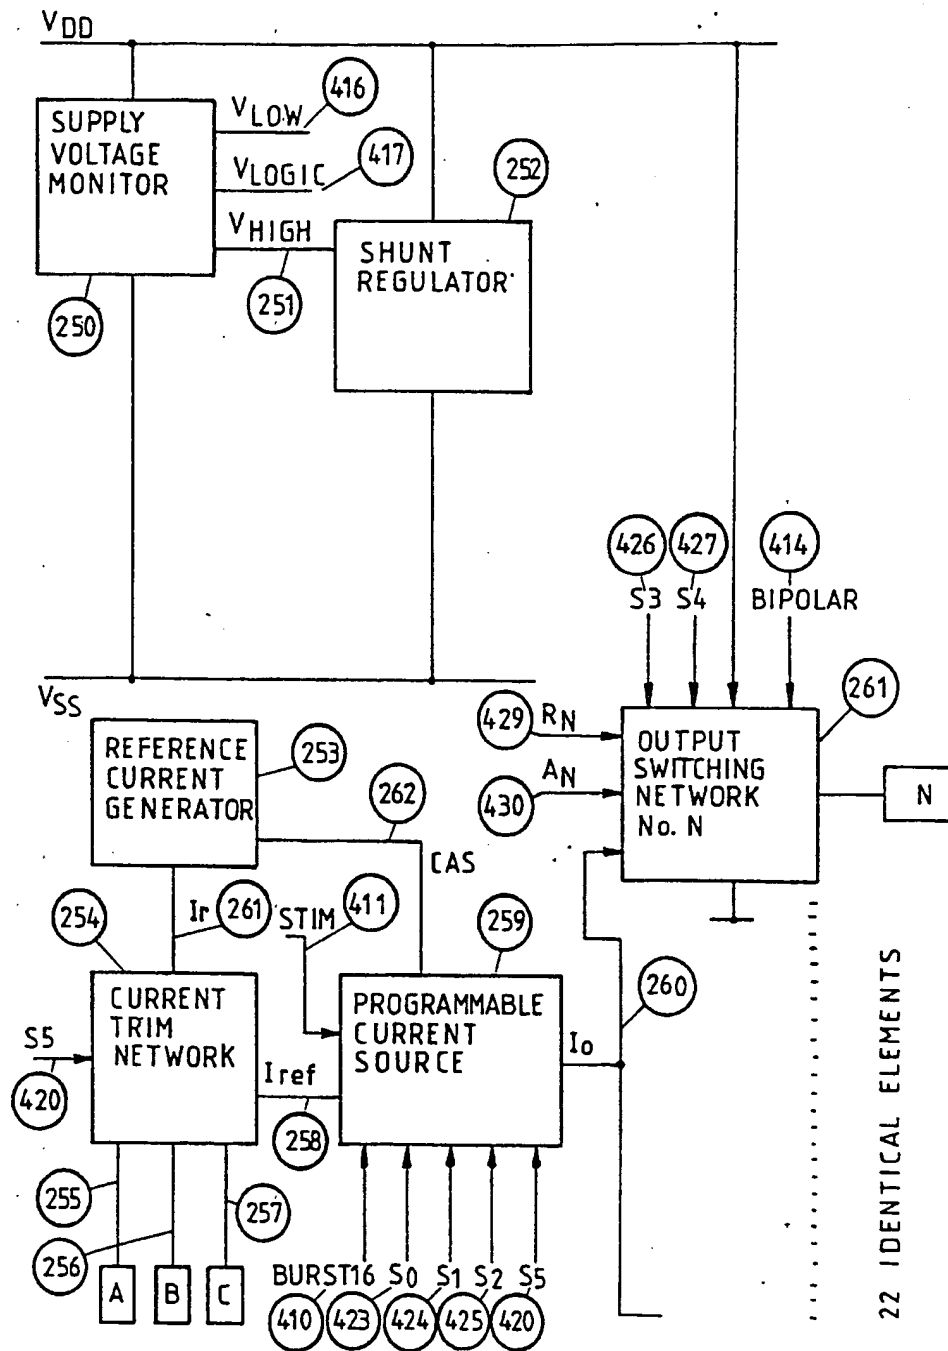 VDD
SUPPLY
VOLTAGE
MONITOR
VLOW
416
VLOGIC
417
VHIGH
251
250
252
SHUNT
REGULATOR
426
427
414
S3
S4
BIPOLAR
VSS
429
RN
430
AN
261
OUTPUT
SWITCHING
NETWORK
No. N
N
REFERENCE
CURRENT
GENERATOR
253
262
CAS
Ir
261
STIM
411
254
259
CURRENT
TRIM
NETWORK
S5
420
Iref
258
PROGRAMMABLE
CURRENT
SOURCE
Io
260
255
256
257
A
B
C
BURST16
S0
S1
S2
S5
410
423
424
425
420
22 IDENTICAL ELEMENTS